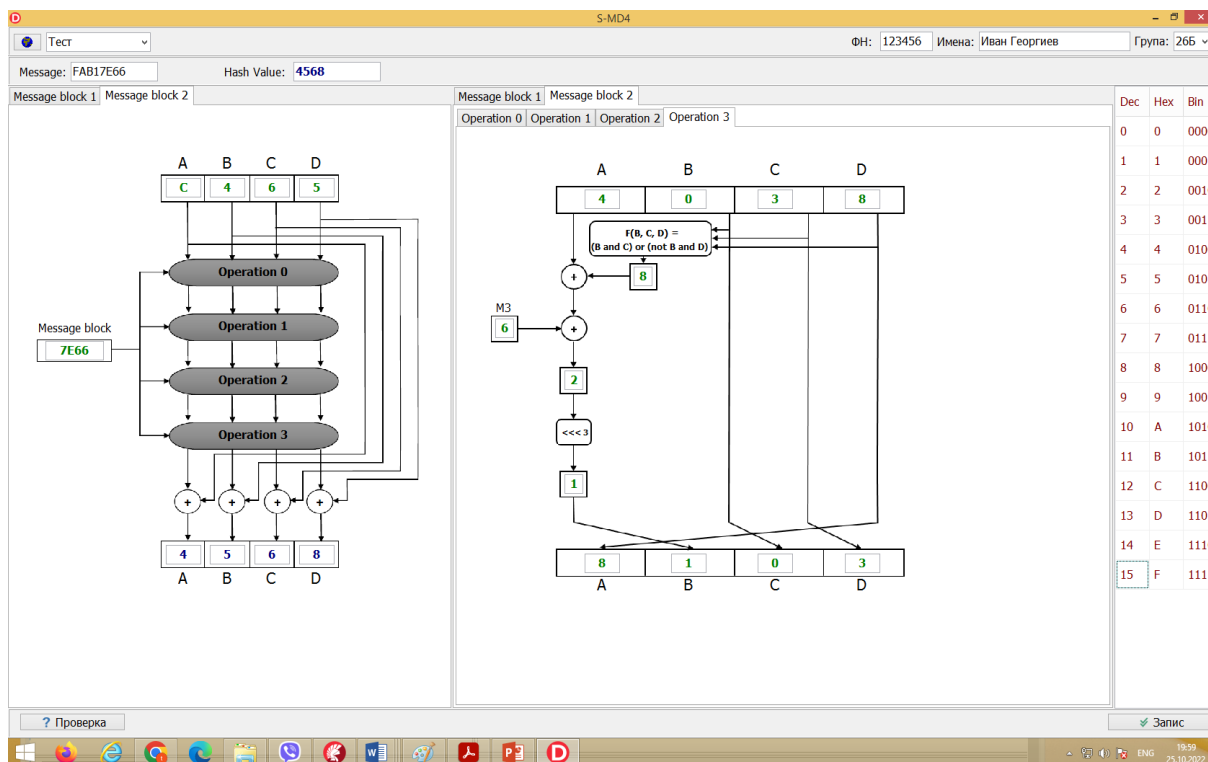 S-MD4
Тест
ФН: 123456 Имена: Иван Георгиев Група: 26Б
Message: FAB17E66 Hash Value: 4568
Message block 1 Message block 2
A B C D
C 4 6 5
Operation 0
Operation 1
Message block
7E66
Operation 2
Operation 3
+ + + +
4 5 6 8
A B C D
Message block 1 Message block 2
Operation 0 Operation 1 Operation 2 Operation 3
A B C D
4 0 3 8
F(B, C, D) =
(B and C) or (not B and D)
+ 8
M3
6 +
2
<<< 3
1
8 1 0 3
A B C D
Dec Hex Bin
0 0 000
1 1 000
2 2 001
3 3 001
4 4 010
5 5 010
6 6 011
7 7 011
8 8 100
9 9 100
10 A 101
11 B 101
12 C 110
13 D 110
14 E 111
15 F 111
? Проверка Запис
ENG 19:59
25.10.2022